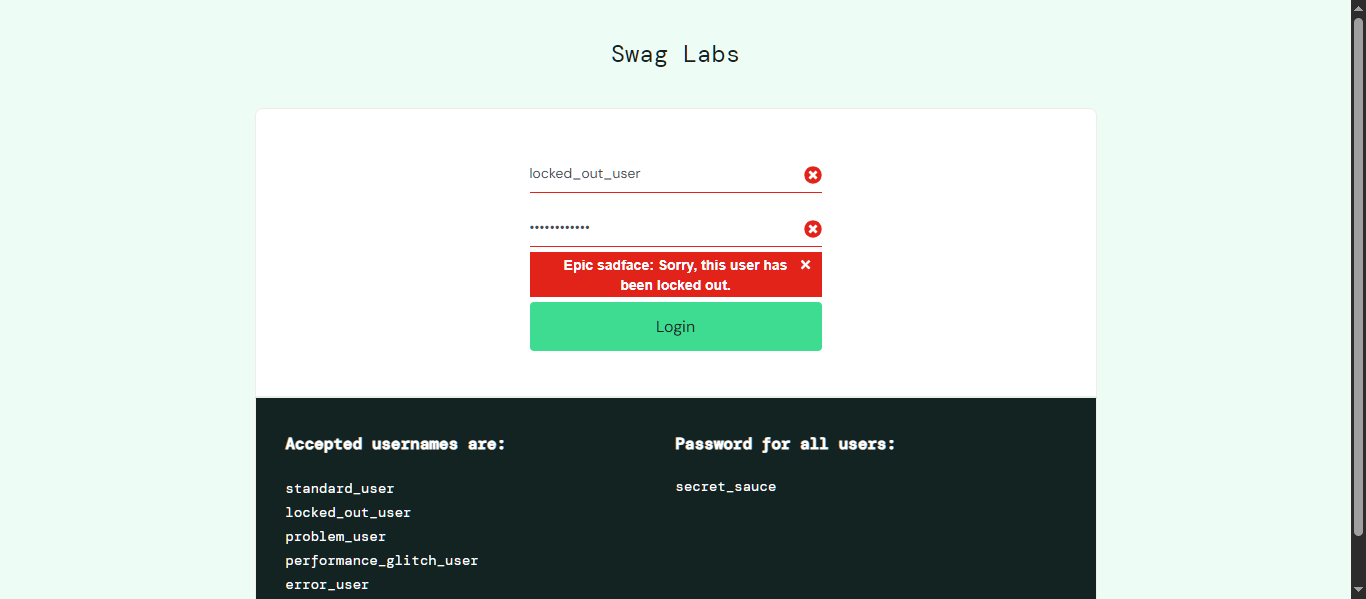 Swag Labs
locked_out_user
••••••••••••
Epic sadface: Sorry, this user has
been locked out.
Login
Accepted usernames are:
standard_user
locked_out_user
problem_user
performance_glitch_user
error_user
Password for all users:
secret_sauce